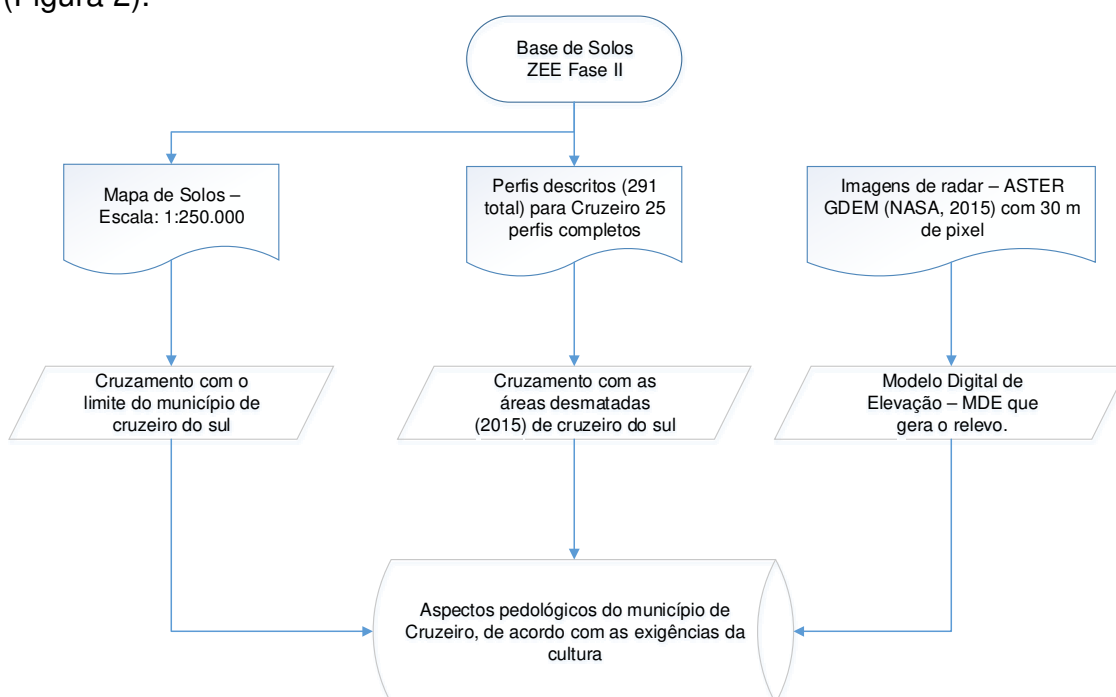 (Figura 2).
Base de Solos
ZEE Fase II
Mapa de Solos –
Escala: 1:250.000
Perfis descritos (291
total) para Cruzeiro 25
perfis completos
Imagens de radar – ASTER
GDEM (NASA, 2015) com 30 m
de pixel
Cruzamento com o
limite do município de
cruzeiro do sul
Cruzamento com as
áreas desmatadas
(2015) de cruzeiro do sul
Modelo Digital de
Elevação – MDE que
gera o relevo.
Aspectos pedológicos do município de
Cruzeiro, de acordo com as exigências da
cultura